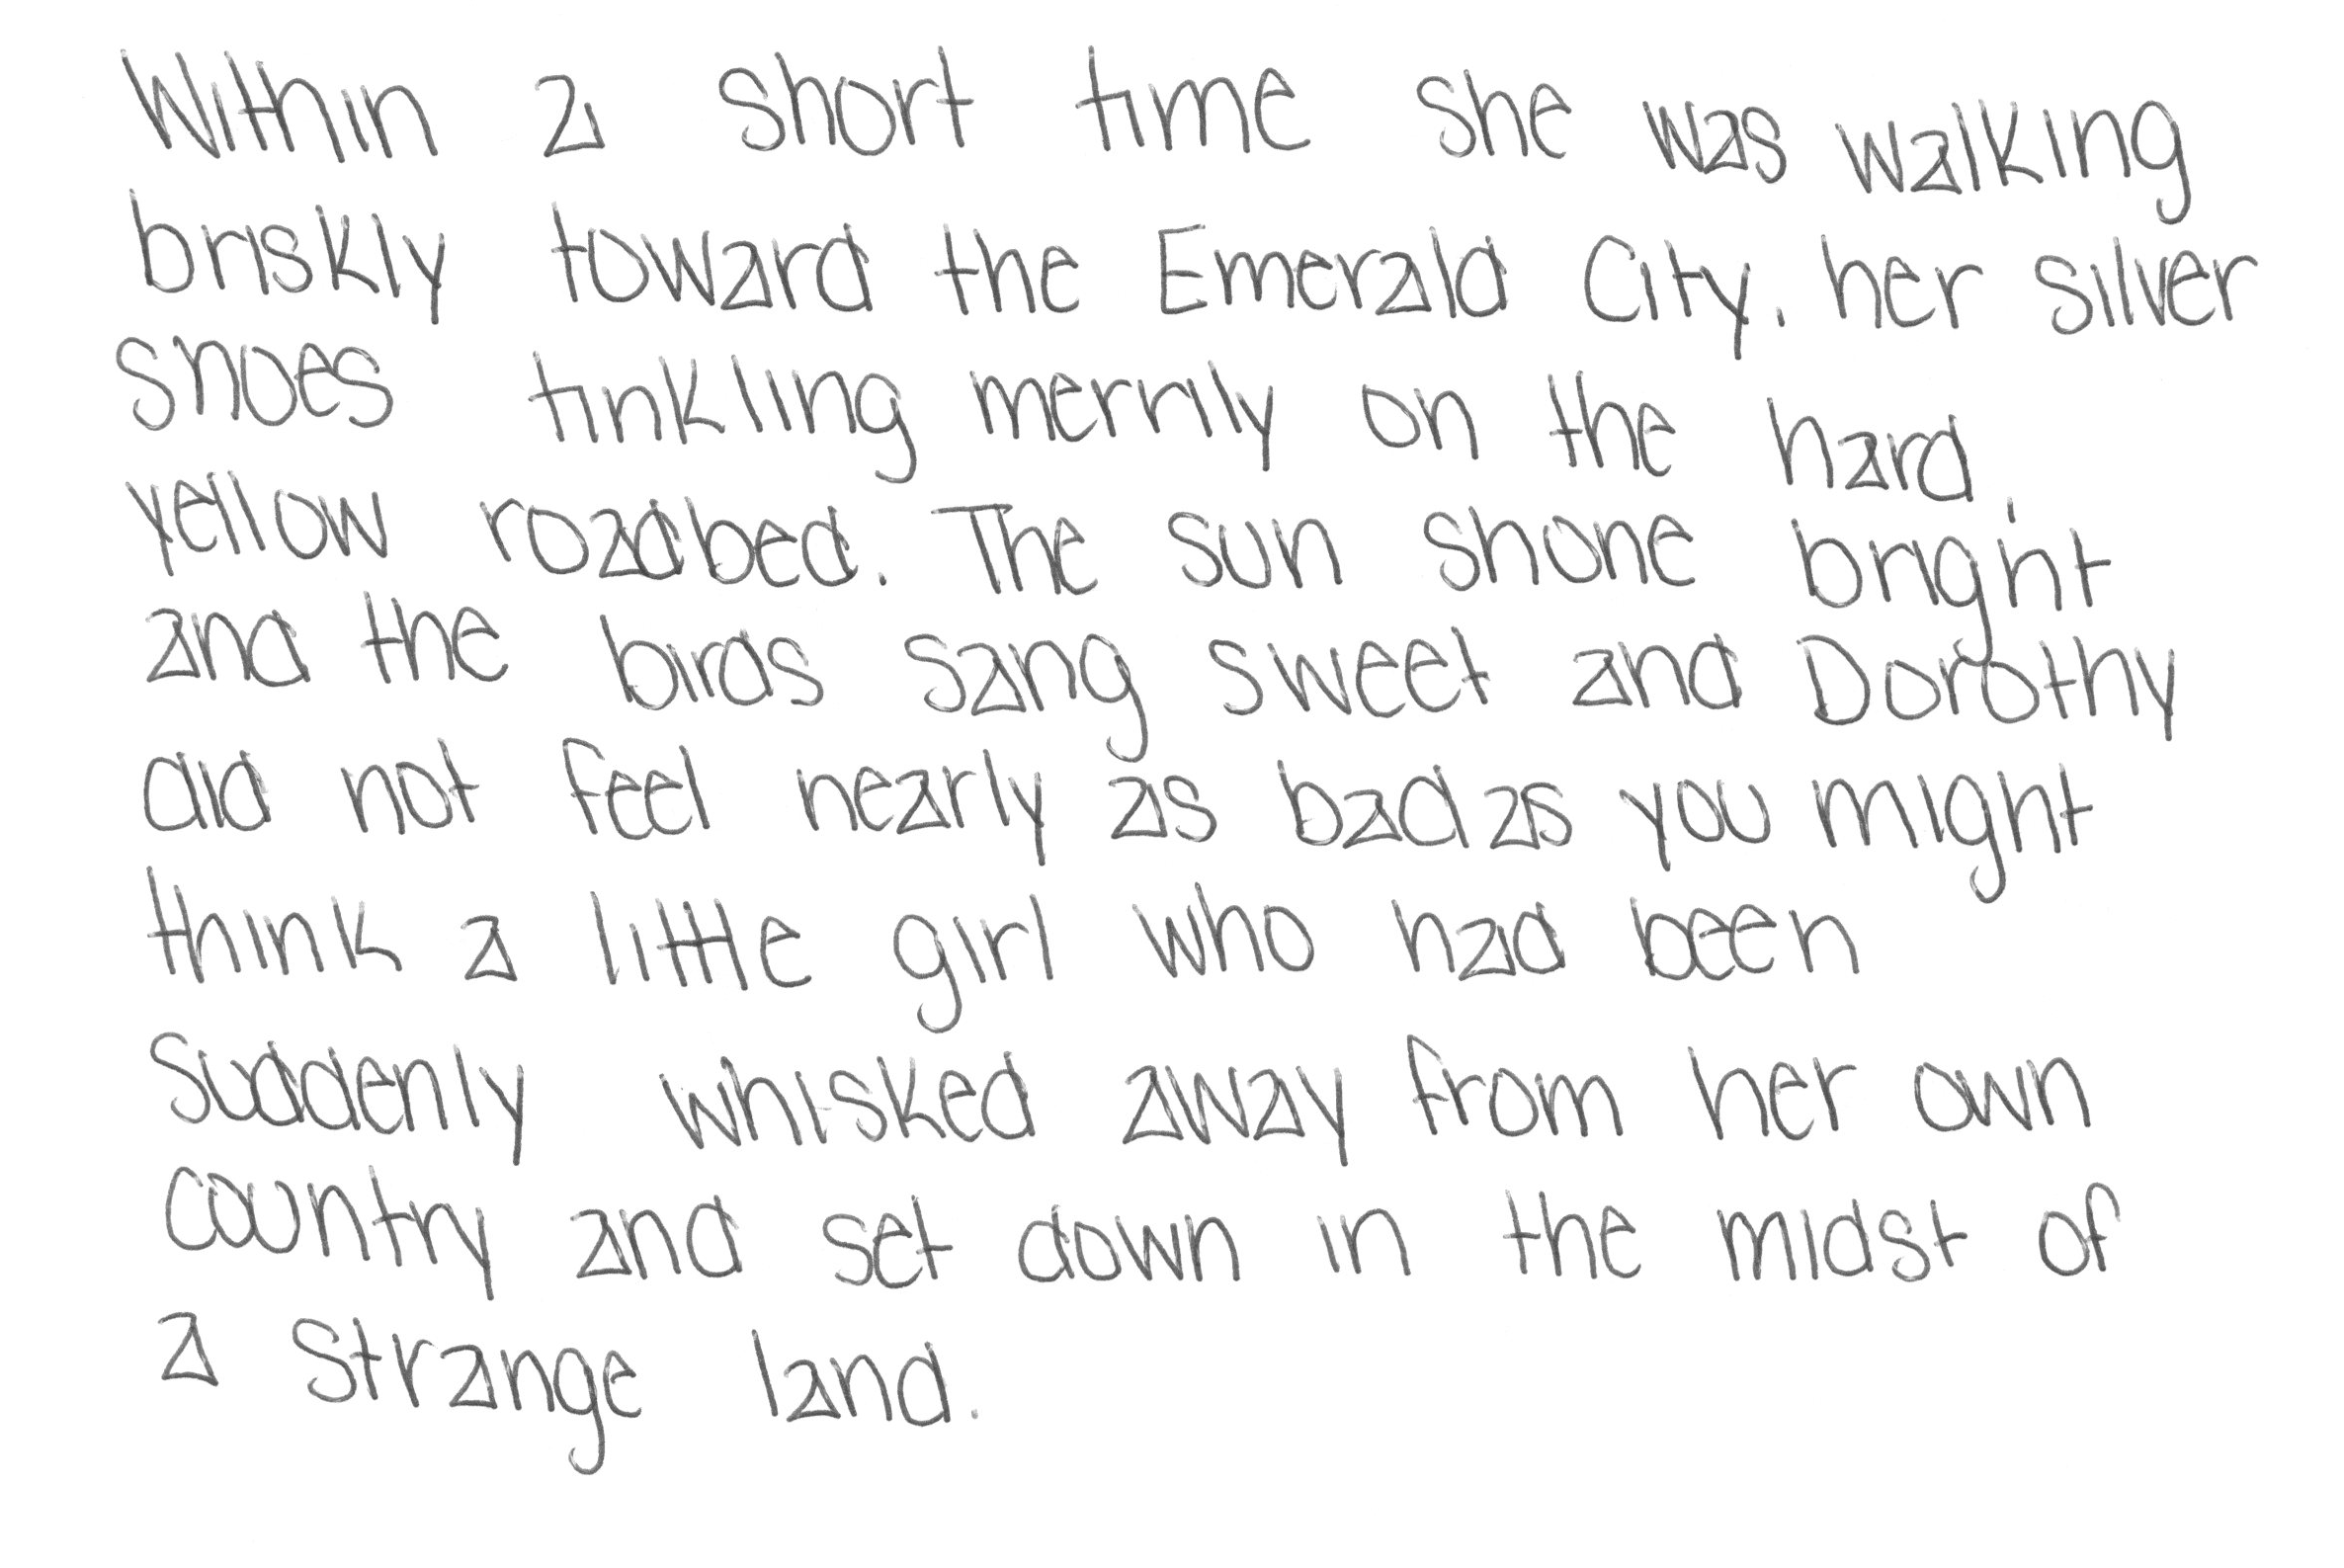 Within a short time she was walking
briskly toward the Emerald City. her silver
shoes tinkling merrily on the hard
yellow roadbed. The sun shone bright
and the birds sang sweet and Dorothy
did not feel nearly as bad as you might
think a little girl who had been
suddenly whisked away from her own
country and set down in the midst of
a strange land.